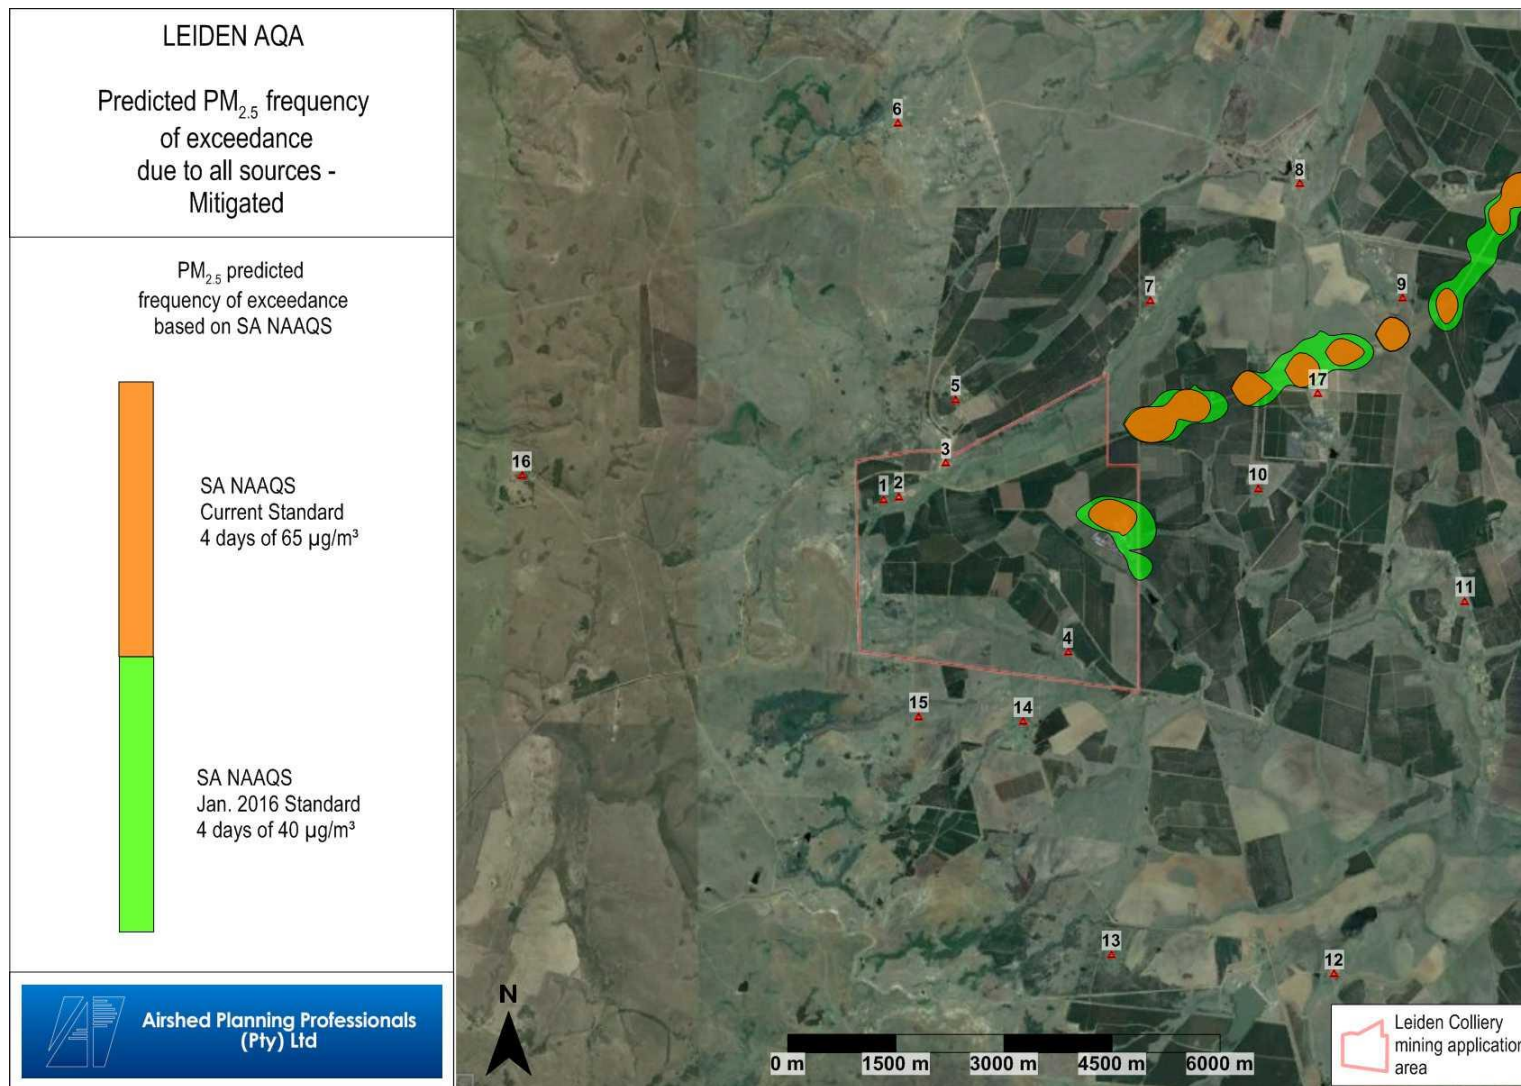 LEIDEN AQA
Predicted PM2.5 frequency
of exceedance
due to all sources -
Mitigated
PM2.5 predicted
frequency of exceedance
based on SA NAAQS
SA NAAQS
Current Standard
4 days of 65 µg/m³
SA NAAQS
Jan. 2016 Standard
4 days of 40 µg/m³
Airshed Planning Professionals
(Pty) Ltd
6
8
7
9
5
17
3
16
1 2
10
11
4
15
14
13
12
N
0 m 1500 m 3000 m 4500 m 6000 m
Leiden Colliery
mining application
area